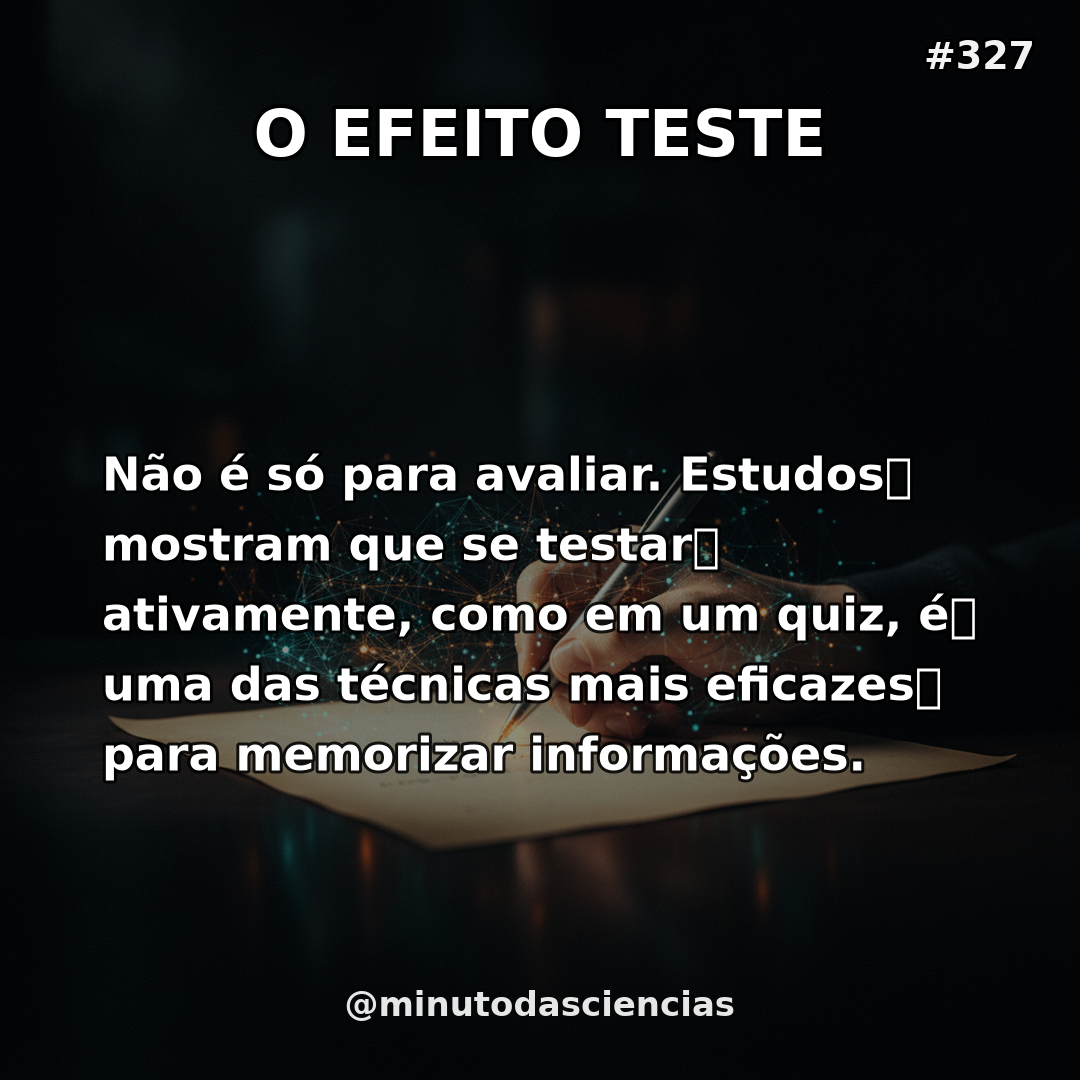 #327
O EFEITO TESTE
Não é só para avaliar. Estudos▯
mostram que se testar▯
ativamente, como em um quiz, é▯
uma das técnicas mais eficazes▯
para memorizar informações.
@minutodasciencias